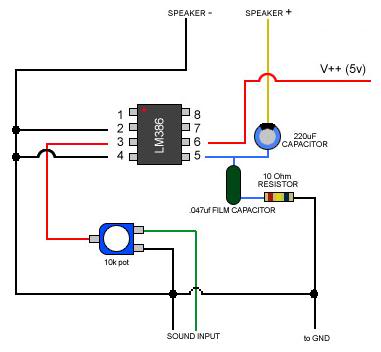 SPEAKER -
SPEAKER +
V++ (5v)
1
2
3
4
LM386
8
7
6
5
220uF
CAPACITOR
10 Ohm
RESISTOR
.047uf FILM CAPACITOR
10k pot
SOUND INPUT
to GND